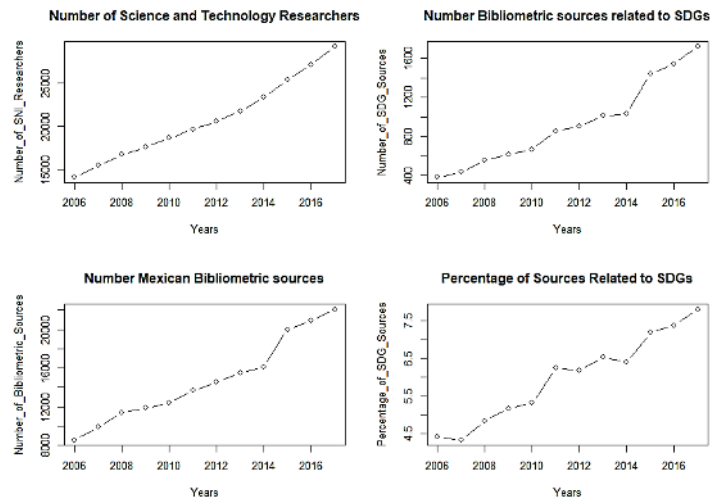 Number of Science and Technology Researchers
Number_of_SNI_Researchers
15000 20000 25000
2006 2008 2010 2012 2014 2016
Years
Number Bibliometric sources related to SDGs
Number_of_SDG_Sources
400 800 1200 1600
2006 2008 2010 2012 2014 2016
Years
Number Mexican Bibliometric sources
Number_of_Bibliometric_Sources
8000 12000 16000 20000
2006 2008 2010 2012 2014 2016
Years
Percentage of Sources Related to SDGs
Percentage_of_SDG_Sources
4.5 5.5 6.5 7.5
2006 2008 2010 2012 2014 2016
Years